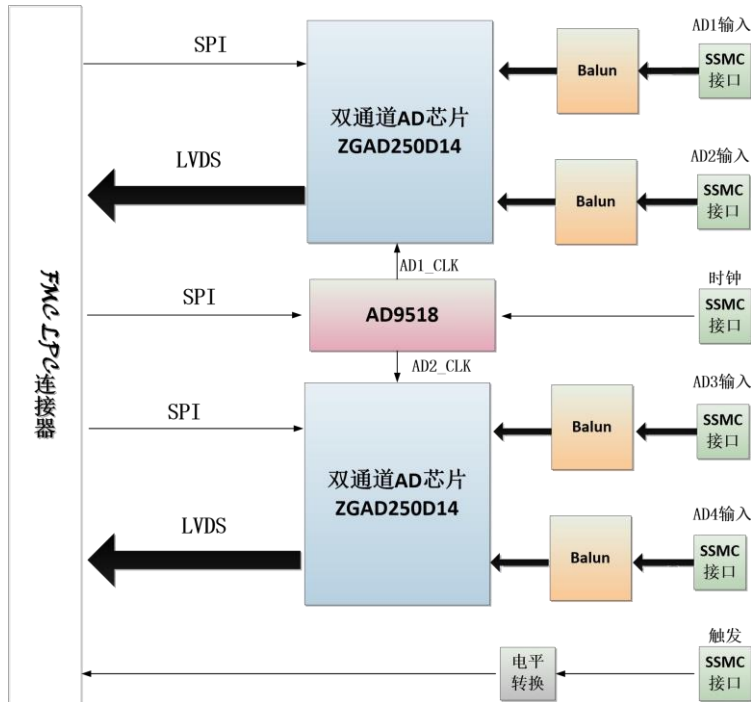 FMC LPC连接器
SPI
双通道AD芯片
ZGAD250D14
LVDS
Balun
AD1输入
SSMC
接口
Balun
AD2输入
SSMC
接口
AD1_CLK
SPI
AD9518
时钟
SSMC
接口
AD2_CLK
SPI
双通道AD芯片
ZGAD250D14
LVDS
Balun
AD3输入
SSMC
接口
Balun
AD4输入
SSMC
接口
电平
转换
触发
SSMC
接口